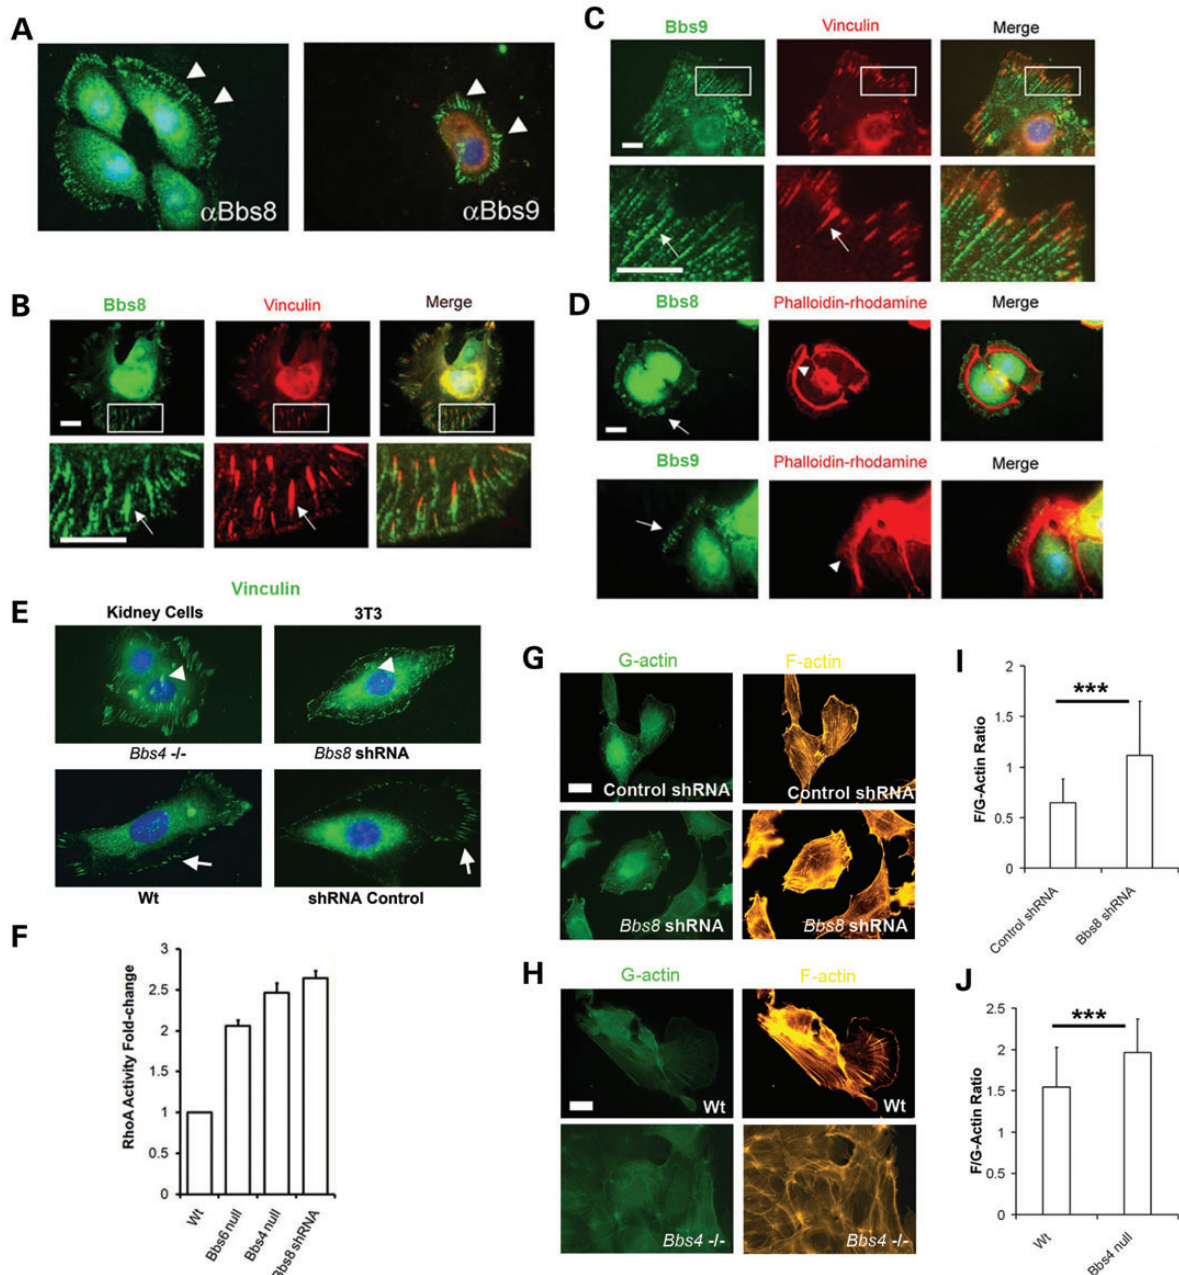 A
αBbs8
αBbs9
B
Bbs8 Vinculin Merge
C
Bbs9 Vinculin Merge
D
Bbs8 Phalloidin-rhodamine Merge
Bbs9 Phalloidin-rhodamine Merge
E
Vinculin
Kidney Cells 3T3
Bbs4 -/- Bbs8 shRNA
Wt shRNA Control
F
RhoA Activity Fold-change
3
2.5
2
1.5
1
0.5
0
Wt
Bbs6 null
Bbs4 null
Bbs8 shRNA
G
G-actin F-actin
Control shRNA Control shRNA
Bbs8 shRNA Bbs8 shRNA
H
G-actin F-actin
Wt
Bbs4 -/- Bbs4 -/-
I
F/G-Actin Ratio
2
1.5
1
0.5
0
***
Control shRNA
Bbs8 shRNA
J
F/G-Actin Ratio
2.5
2
1.5
1
0.5
0
***
Wt
Bbs4 null